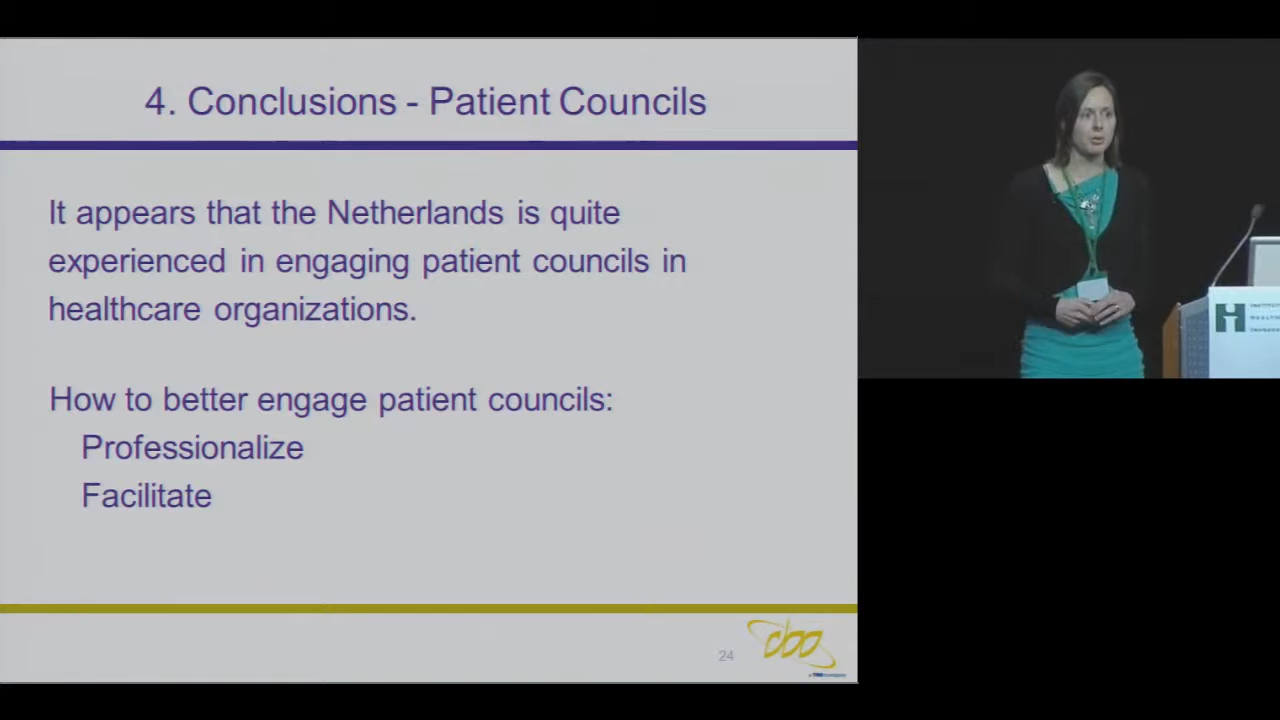 4. Conclusions - Patient Councils
It appears that the Netherlands is quite
experienced in engaging patient councils in
healthcare organizations.
How to better engage patient councils:
Professionalize
Facilitate
24
cbo